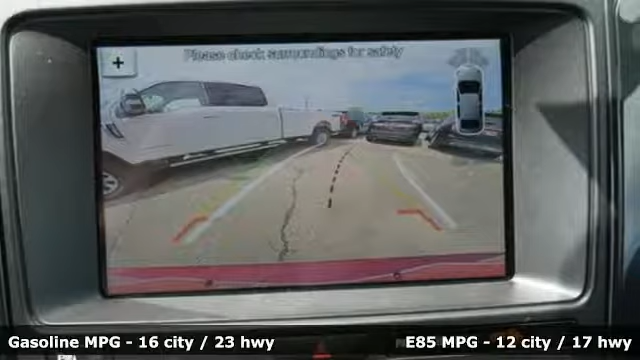 Please check surroundings for safety
+
Gasoline MPG - 16 city / 23 hwy
E85 MPG - 12 city / 17 hwy